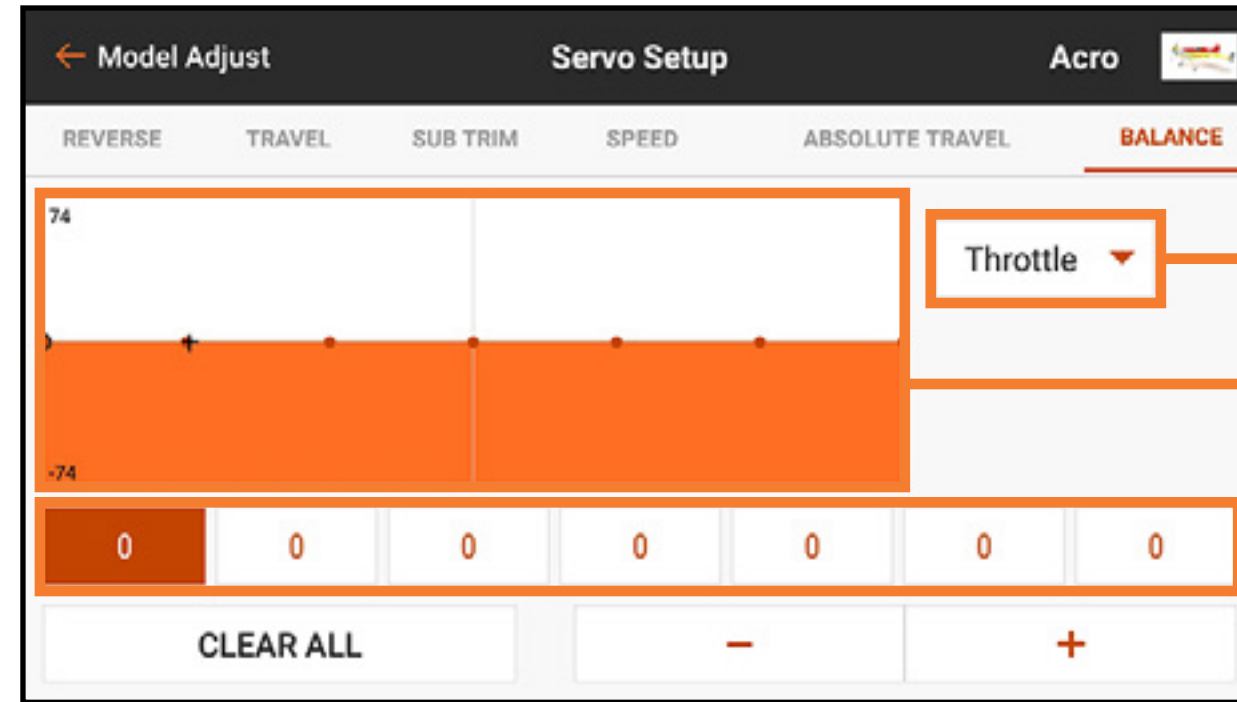 ← Model Adjust Servo Setup Acro
REVERSE TRAVEL SUB TRIM SPEED ABSOLUTE TRAVEL BALANCE
74
Throttle
-74
0 0 0 0 0 0 0
CLEAR ALL - +